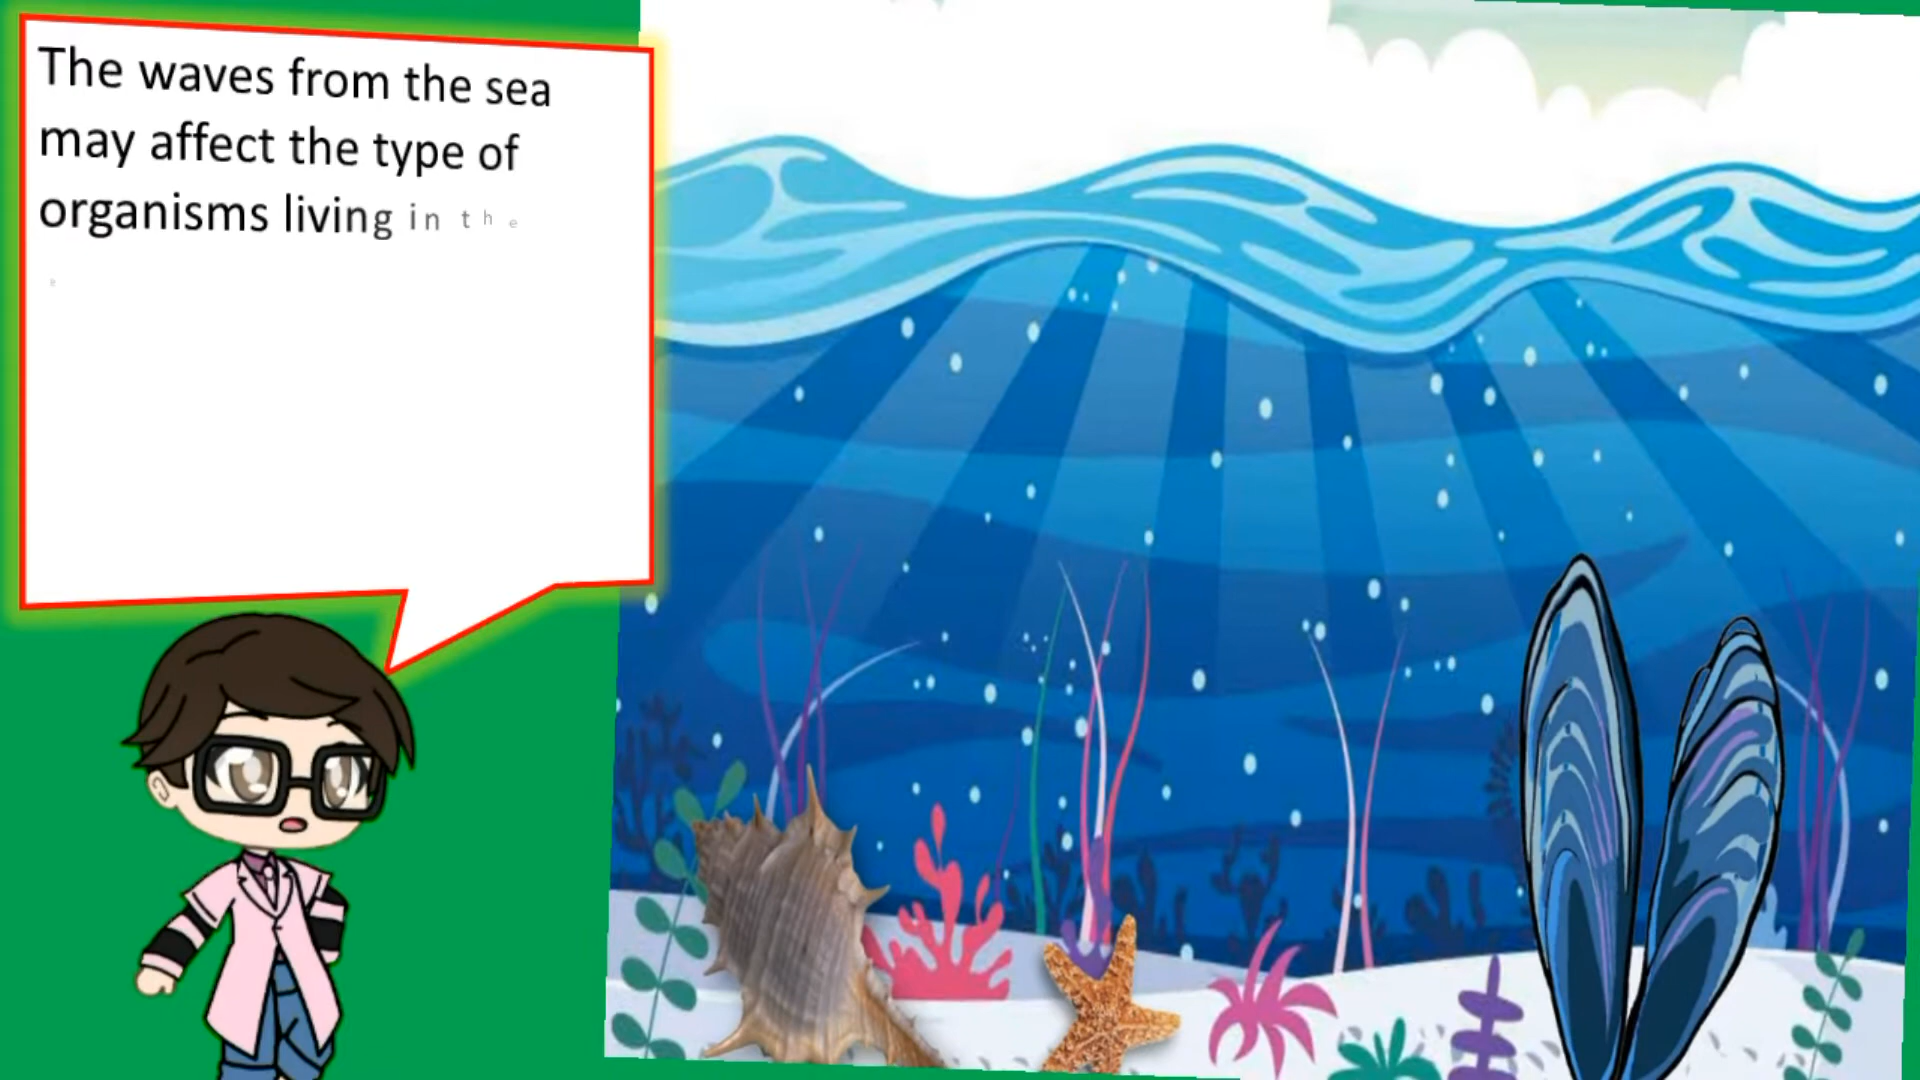 The waves from the sea
may affect the type of
organisms living in the
e